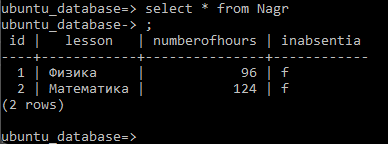 ubuntu_database=> select * from Nagr
ubuntu_database-> ;
 id |   lesson   | numberofhours | inabsentia
----+------------+---------------+------------
  1 | Физика     |            96 | f
  2 | Математика |           124 | f
(2 rows)
ubuntu_database=>